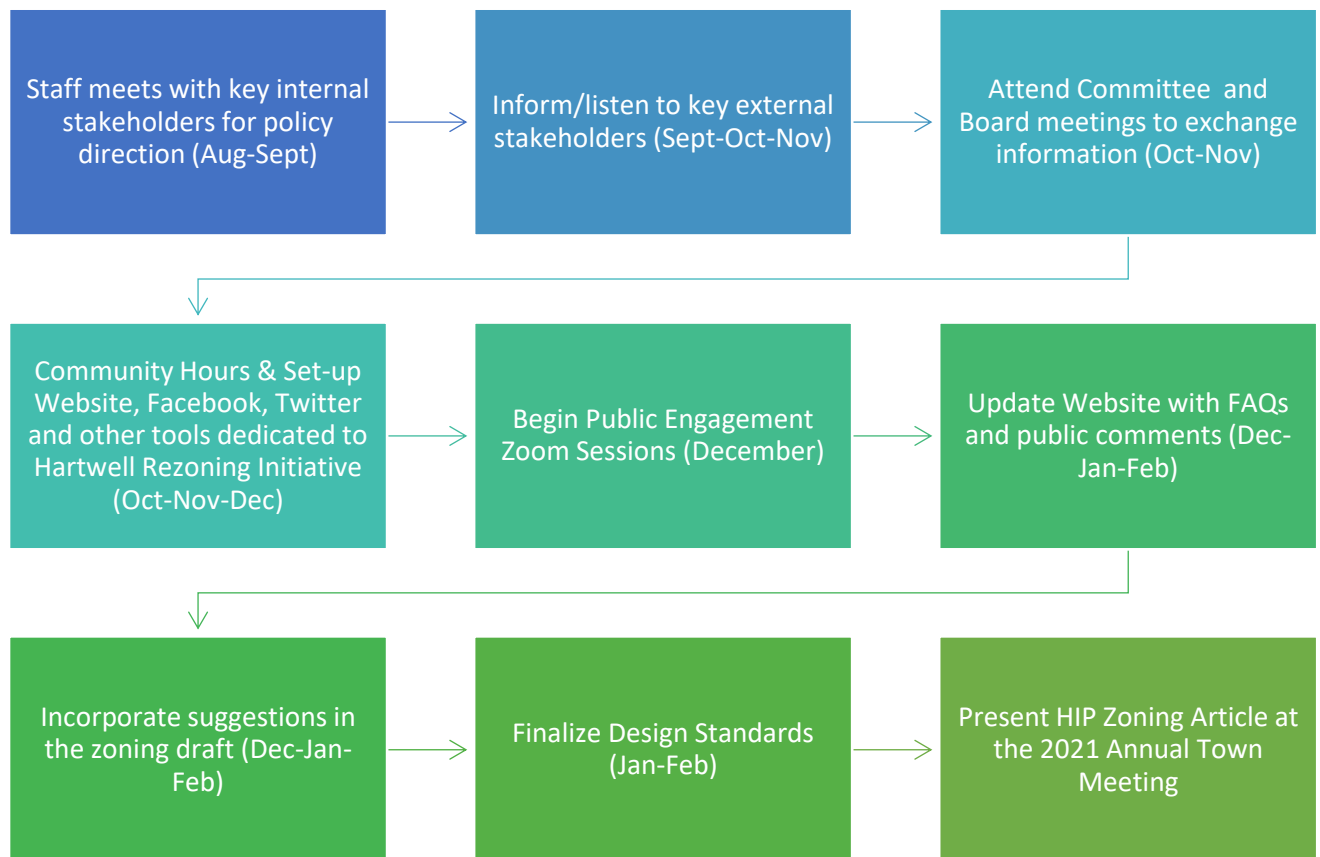 Staff meets with key internal
stakeholders for policy
direction (Aug-Sept)
Inform/listen to key external
stakeholders (Sept-Oct-Nov)
Attend Committee and
Board meetings to exchange
information (Oct-Nov)
Community Hours & Set-up
Website, Facebook, Twitter
and other tools dedicated to
Hartwell Rezoning Initiative
(Oct-Nov-Dec)
Begin Public Engagement
Zoom Sessions (December)
Update Website with FAQs
and public comments (Dec-
Jan-Feb)
Incorporate suggestions in
the zoning draft (Dec-Jan-
Feb)
Finalize Design Standards
(Jan-Feb)
Present HIP Zoning Article at
the 2021 Annual Town
Meeting